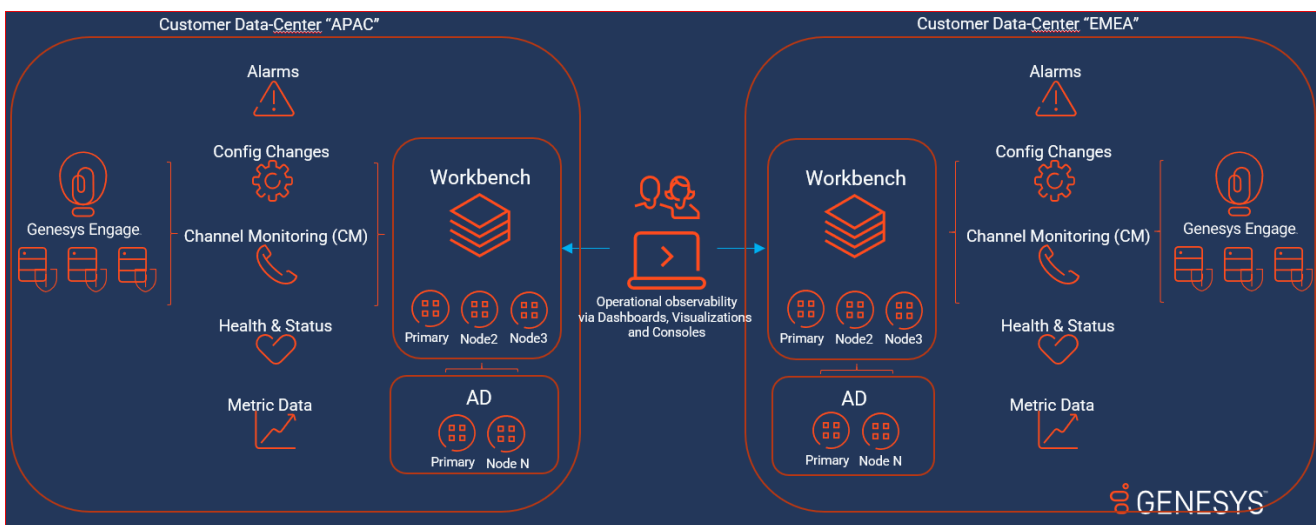 Customer Data-Center “APAC”
Alarms
Config Changes
Genesys Engage.
Channel Monitoring (CM)
Health & Status
Metric Data
Workbench
Primary Node2 Node3
AD
Primary Node N
Operational observability
via Dashboards, Visualizations
and Consoles
Customer Data-Center “EMEA”
Workbench
Primary Node2 Node3
AD
Primary Node N
Alarms
Config Changes
Channel Monitoring (CM)
Health & Status
Metric Data
Genesys Engage.
GENESYS™